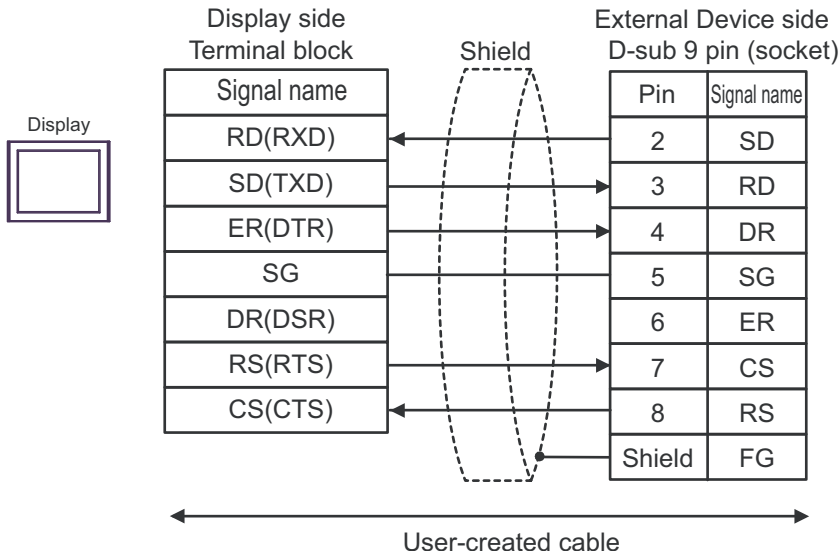 Display side
Terminal block
Shield
External Device side
D-sub 9 pin (socket)
Display
Signal name
Pin Signal name
RD(RXD) 2 SD
SD(TXD) 3 RD
ER(DTR) 4 DR
SG 5 SG
DR(DSR) 6 ER
RS(RTS) 7 CS
CS(CTS) 8 RS
Shield FG
User-created cable